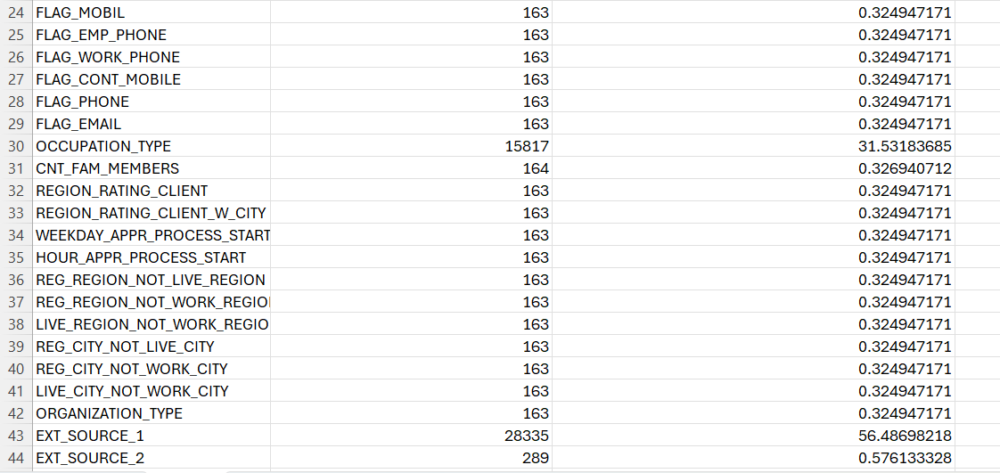 24 FLAG_MOBIL 163 0.324947171
25 FLAG_EMP_PHONE 163 0.324947171
26 FLAG_WORK_PHONE 163 0.324947171
27 FLAG_CONT_MOBILE 163 0.324947171
28 FLAG_PHONE 163 0.324947171
29 FLAG_EMAIL 163 0.324947171
30 OCCUPATION_TYPE 15817 31.53183685
31 CNT_FAM_MEMBERS 164 0.326940712
32 REGION_RATING_CLIENT 163 0.324947171
33 REGION_RATING_CLIENT_W_CITY 163 0.324947171
34 WEEKDAY_APPR_PROCESS_START 163 0.324947171
35 HOUR_APPR_PROCESS_START 163 0.324947171
36 REG_REGION_NOT_LIVE_REGION 163 0.324947171
37 REG_REGION_NOT_WORK_REGIO 163 0.324947171
38 LIVE_REGION_NOT_WORK_REGIO 163 0.324947171
39 REG_CITY_NOT_LIVE_CITY 163 0.324947171
40 REG_CITY_NOT_WORK_CITY 163 0.324947171
41 LIVE_CITY_NOT_WORK_CITY 163 0.324947171
42 ORGANIZATION_TYPE 163 0.324947171
43 EXT_SOURCE_1 28335 56.48698218
44 EXT_SOURCE_2 289 0.576133328